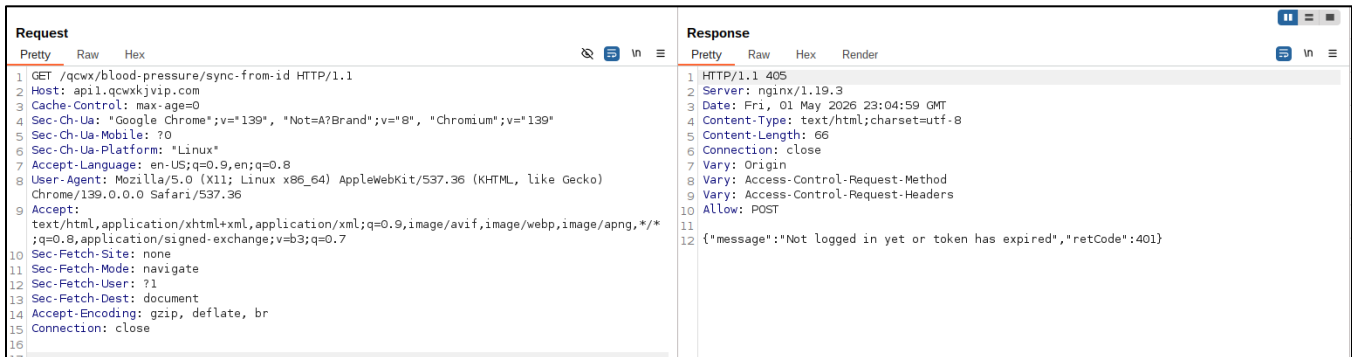 Request
Pretty Raw Hex
\n
1 GET /qcwx/blood-pressure/sync-from-id HTTP/1.1
2 Host: api1.qcwxkjvip.com
3 Cache-Control: max-age=0
4 Sec-Ch-Ua: "Google Chrome";v="139", "Not=A?Brand";v="8", "Chromium";v="139"
5 Sec-Ch-Ua-Mobile: ?0
6 Sec-Ch-Ua-Platform: "Linux"
7 Accept-Language: en-US;q=0.9,en;q=0.8
8 User-Agent: Mozilla/5.0 (X11; Linux x86_64) AppleWebKit/537.36 (KHTML, like Gecko)
Chrome/139.0.0.0 Safari/537.36
9 Accept:
text/html,application/xhtml+xml,application/xml;q=0.9,image/avif,image/webp,image/apng,*/*
;q=0.8,application/signed-exchange;v=b3;q=0.7
10 Sec-Fetch-Site: none
11 Sec-Fetch-Mode: navigate
12 Sec-Fetch-User: ?1
13 Sec-Fetch-Dest: document
14 Accept-Encoding: gzip, deflate, br
15 Connection: close
16
Response
Pretty Raw Hex Render
\n
1 HTTP/1.1 405
2 Server: nginx/1.19.3
3 Date: Fri, 01 May 2026 23:04:59 GMT
4 Content-Type: text/html;charset=utf-8
5 Content-Length: 66
6 Connection: close
7 Vary: Origin
8 Vary: Access-Control-Request-Method
9 Vary: Access-Control-Request-Headers
10 Allow: POST
11
12 {"message":"Not logged in yet or token has expired","retCode":401}